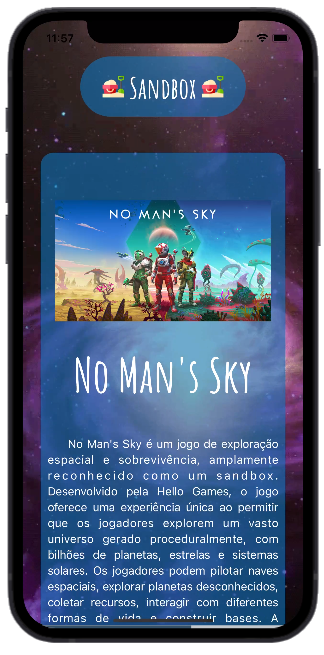 11:57
Sandbox
NO MAN'S SKY
No Man's Sky
No Man's Sky é um jogo de exploração
espacial e sobrevivência, amplamente
reconhecido como um sandbox.
Desenvolvido pela Hello Games, o jogo
oferece uma experiência única ao permitir
que os jogadores explorem um vasto
universo gerado proceduralmente, com
bilhões de planetas, estrelas e sistemas
solares. Os jogadores podem pilotar naves
espaciais, explorar planetas desconhecidos,
coletar recursos, interagir com diferentes
formas de vida e construir bases. A